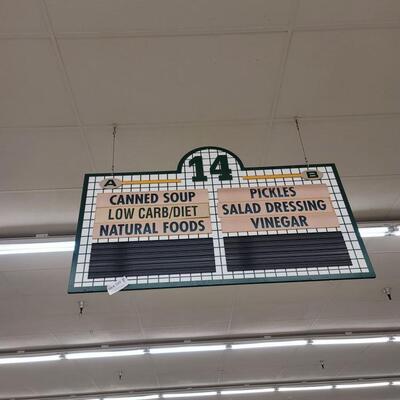 14
A
CANNED SOUP
LOW CARB/DIET
NATURAL FOODS
B
PICKLES
SALAD DRESSING
VINEGAR